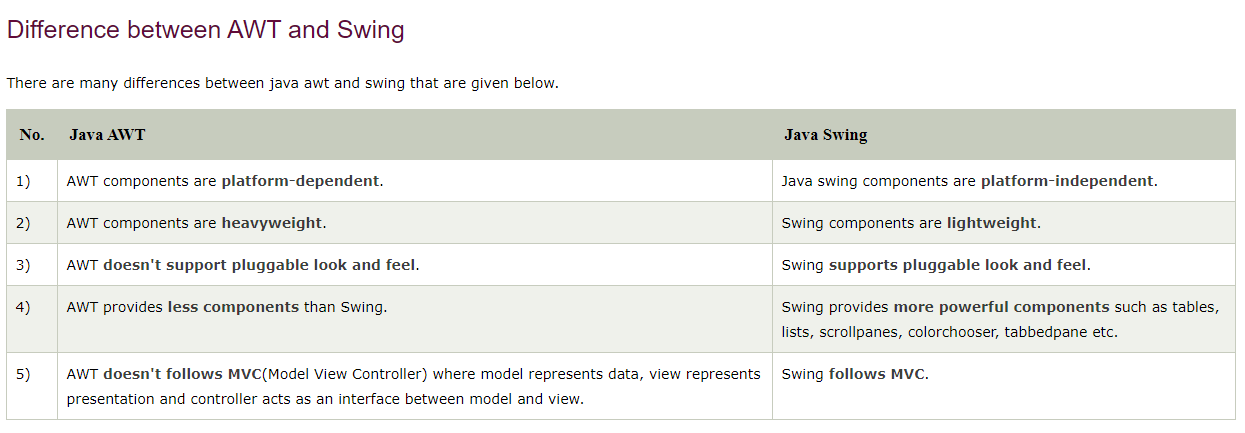 Difference between AWT and Swing
There are many differences between java awt and swing that are given below.
No. Java AWT Java Swing
1) AWT components are platform-dependent. Java swing components are platform-independent.
2) AWT components are heavyweight. Swing components are lightweight.
3) AWT doesn't support pluggable look and feel. Swing supports pluggable look and feel.
4) AWT provides less components than Swing. Swing provides more powerful components such as tables,
lists, scrollpanes, colorchooser, tabbedpane etc.
5) AWT doesn't follows MVC(Model View Controller) where model represents data, view represents Swing follows MVC.
presentation and controller acts as an interface between model and view.